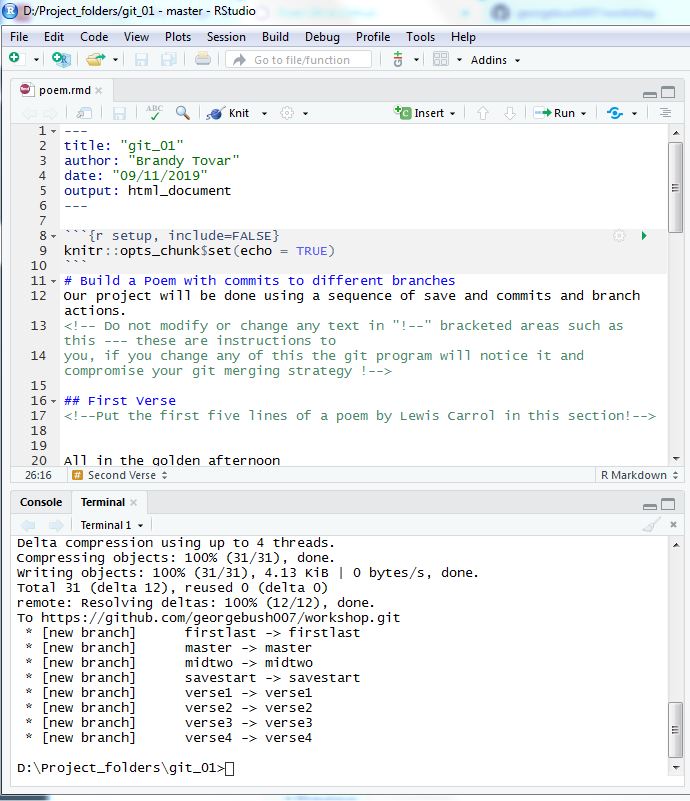 D:/Project_folders/git_01 - master - RStudio
File Edit Code View Plots Session Build Debug Profile Tools Help
Go to file/function Addins
poem.rmd
ABC Knit Insert Run
1 ---
2 title: "git_01"
3 author: "Brandy Tovar"
4 date: "09/11/2019"
5 output: html_document
6 ---
7
8 ```{r setup, include=FALSE}
9 knitr::opts_chunk$set(echo = TRUE)
10 ```
11 # Build a Poem with commits to different branches
12 Our project will be done using a sequence of save and commits and branch
actions.
13 <!-- Do not modify or change any text in "!--" bracketed areas such as
this --- these are instructions to
14 you, if you change any of this the git program will notice it and
compromise your git merging strategy !-->
15
16 ## First Verse
17 <!--Put the first five lines of a poem by Lewis Carrol in this section!-->
18
19
20 All in the golden afternoon
26:16 # Second Verse R Markdown
Console Terminal
Terminal 1
Delta compression using up to 4 threads.
Compressing objects: 100% (31/31), done.
Writing objects: 100% (31/31), 4.13 KiB | 0 bytes/s, done.
Total 31 (delta 12), reused 0 (delta 0)
remote: Resolving deltas: 100% (12/12), done.
To https://github.com/georgebush007/workshop.git
* [new branch] firstlast -> firstlast
* [new branch] master -> master
* [new branch] midtwo -> midtwo
* [new branch] savestart -> savestart
* [new branch] verse1 -> verse1
* [new branch] verse2 -> verse2
* [new branch] verse3 -> verse3
* [new branch] verse4 -> verse4
D:\Project_folders\git_01>